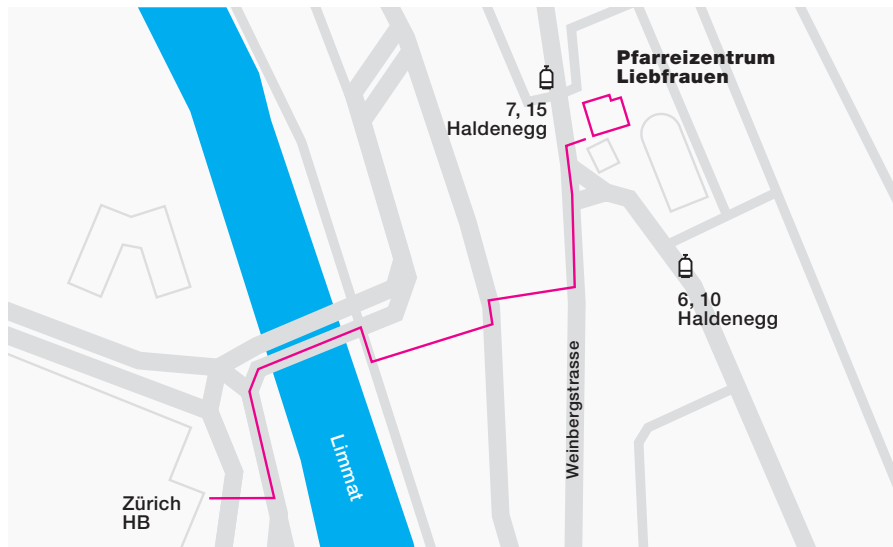 Pfarreizentrum
Liebfrauen
7, 15
Haldenegg
6, 10
Haldenegg
Weinbergstrasse
Limmat
Zürich
HB